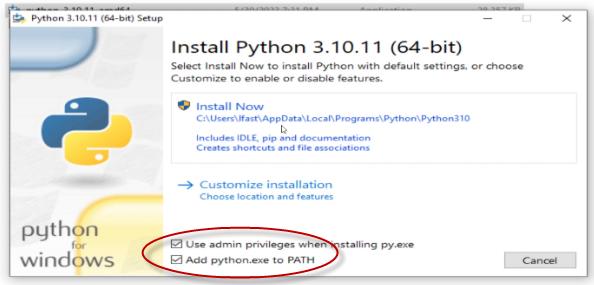 python 3.10.11 amd64 5/30/2023 7:21 PM Application 28,357 KB
Python 3.10.11 (64-bit) Setup
Install Python 3.10.11 (64-bit)
Select Install Now to install Python with default settings, or choose
Customize to enable or disable features.
Install Now
C:\Users\lfast\AppData\Local\Programs\Python\Python310
Includes IDLE, pip and documentation
Creates shortcuts and file associations
→ Customize installation
Choose location and features
python
for
windows
Use admin privileges when installing py.exe
Add python.exe to PATH
Cancel